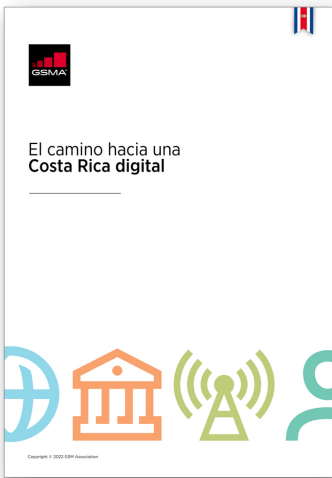 GSMA
El camino hacia una
Costa Rica digital
Copyright © 2022 GSM Association